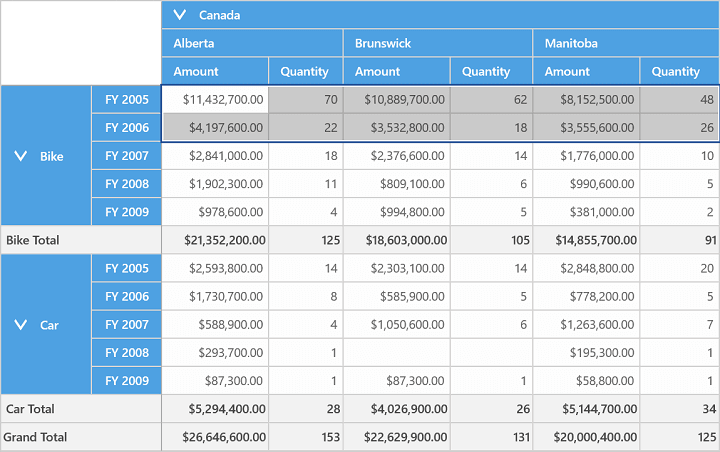 Canada
Alberta Brunswick Manitoba
Amount Quantity Amount Quantity Amount Quantity
FY 2005 $11,432,700.00 70 $10,889,700.00 62 $8,152,500.00 48
FY 2006 $4,197,600.00 22 $3,532,800.00 18 $3,555,600.00 26
Bike FY 2007 $2,841,000.00 18 $2,376,600.00 14 $1,776,000.00 10
FY 2008 $1,902,300.00 11 $809,100.00 6 $990,600.00 5
FY 2009 $978,600.00 4 $994,800.00 5 $381,000.00 2
Bike Total $21,352,200.00 125 $18,603,000.00 105 $14,855,700.00 91
FY 2005 $2,593,800.00 14 $2,303,100.00 14 $2,848,800.00 20
FY 2006 $1,730,700.00 8 $585,900.00 5 $778,200.00 5
Car FY 2007 $588,900.00 4 $1,050,600.00 6 $1,263,600.00 7
FY 2008 $293,700.00 1 $195,300.00 1
FY 2009 $87,300.00 1 $87,300.00 1 $58,800.00 1
Car Total $5,294,400.00 28 $4,026,900.00 26 $5,144,700.00 34
Grand Total $26,646,600.00 153 $22,629,900.00 131 $20,000,400.00 125